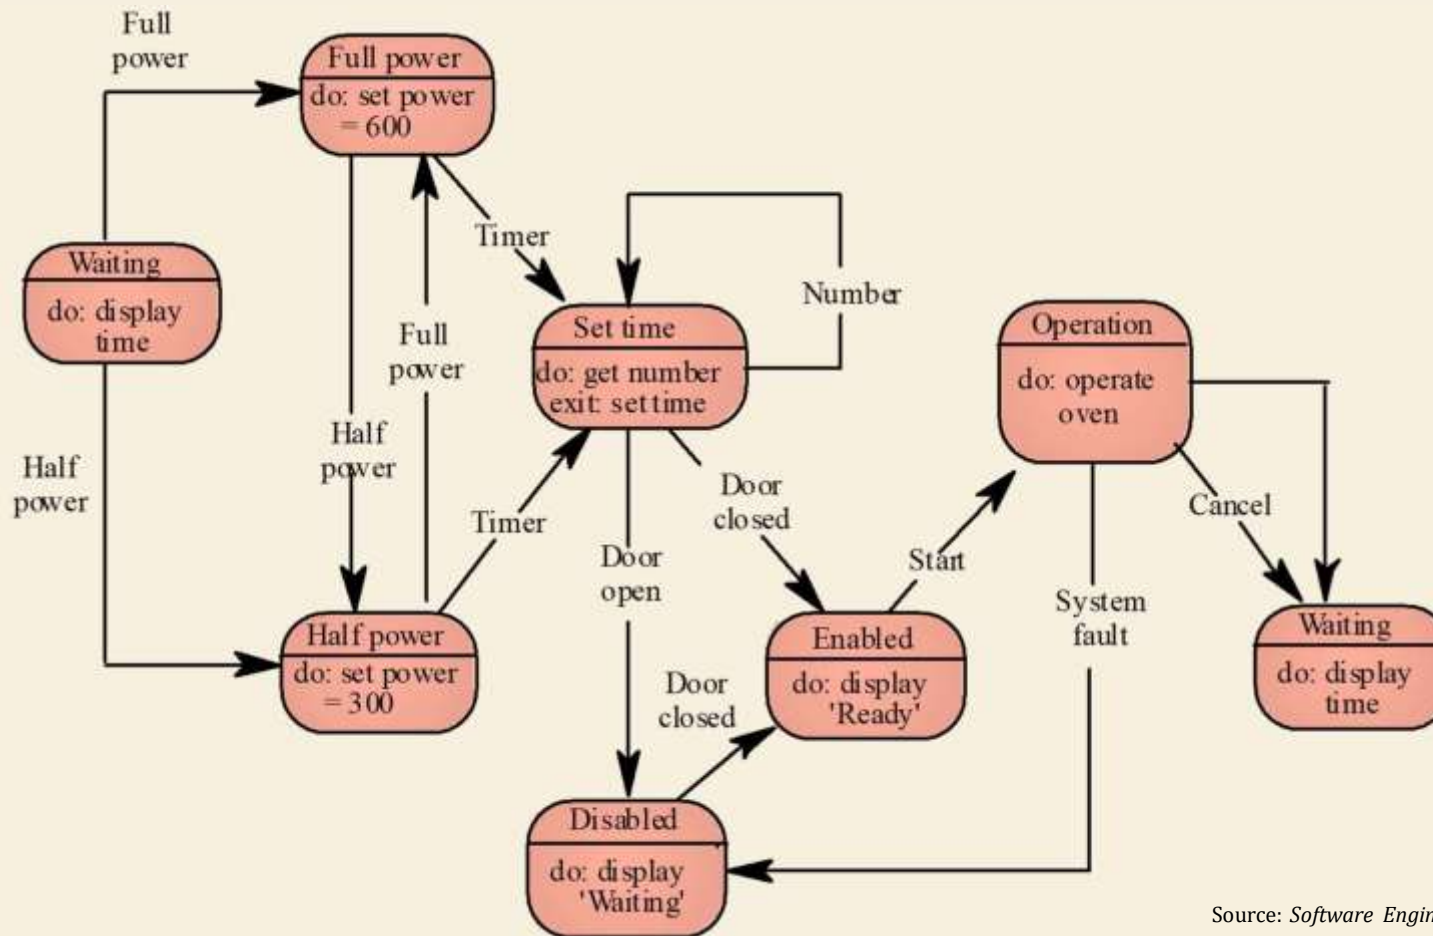 Full
power
Full power
do: set power
= 600
Timer
Waiting
do: display
time
Full
power
Number
Set time
do: get number
exit: set time
Operation
do: operate
oven
Half
power
Half
power
Timer
Door
closed
Cancel
Door
open
Start
System
fault
Half power
do: set power
= 300
Enabled
do: display
'Ready'
Waiting
do: display
time
Door
closed
Disabled
do: display
'Waiting'
Source: Software Engin